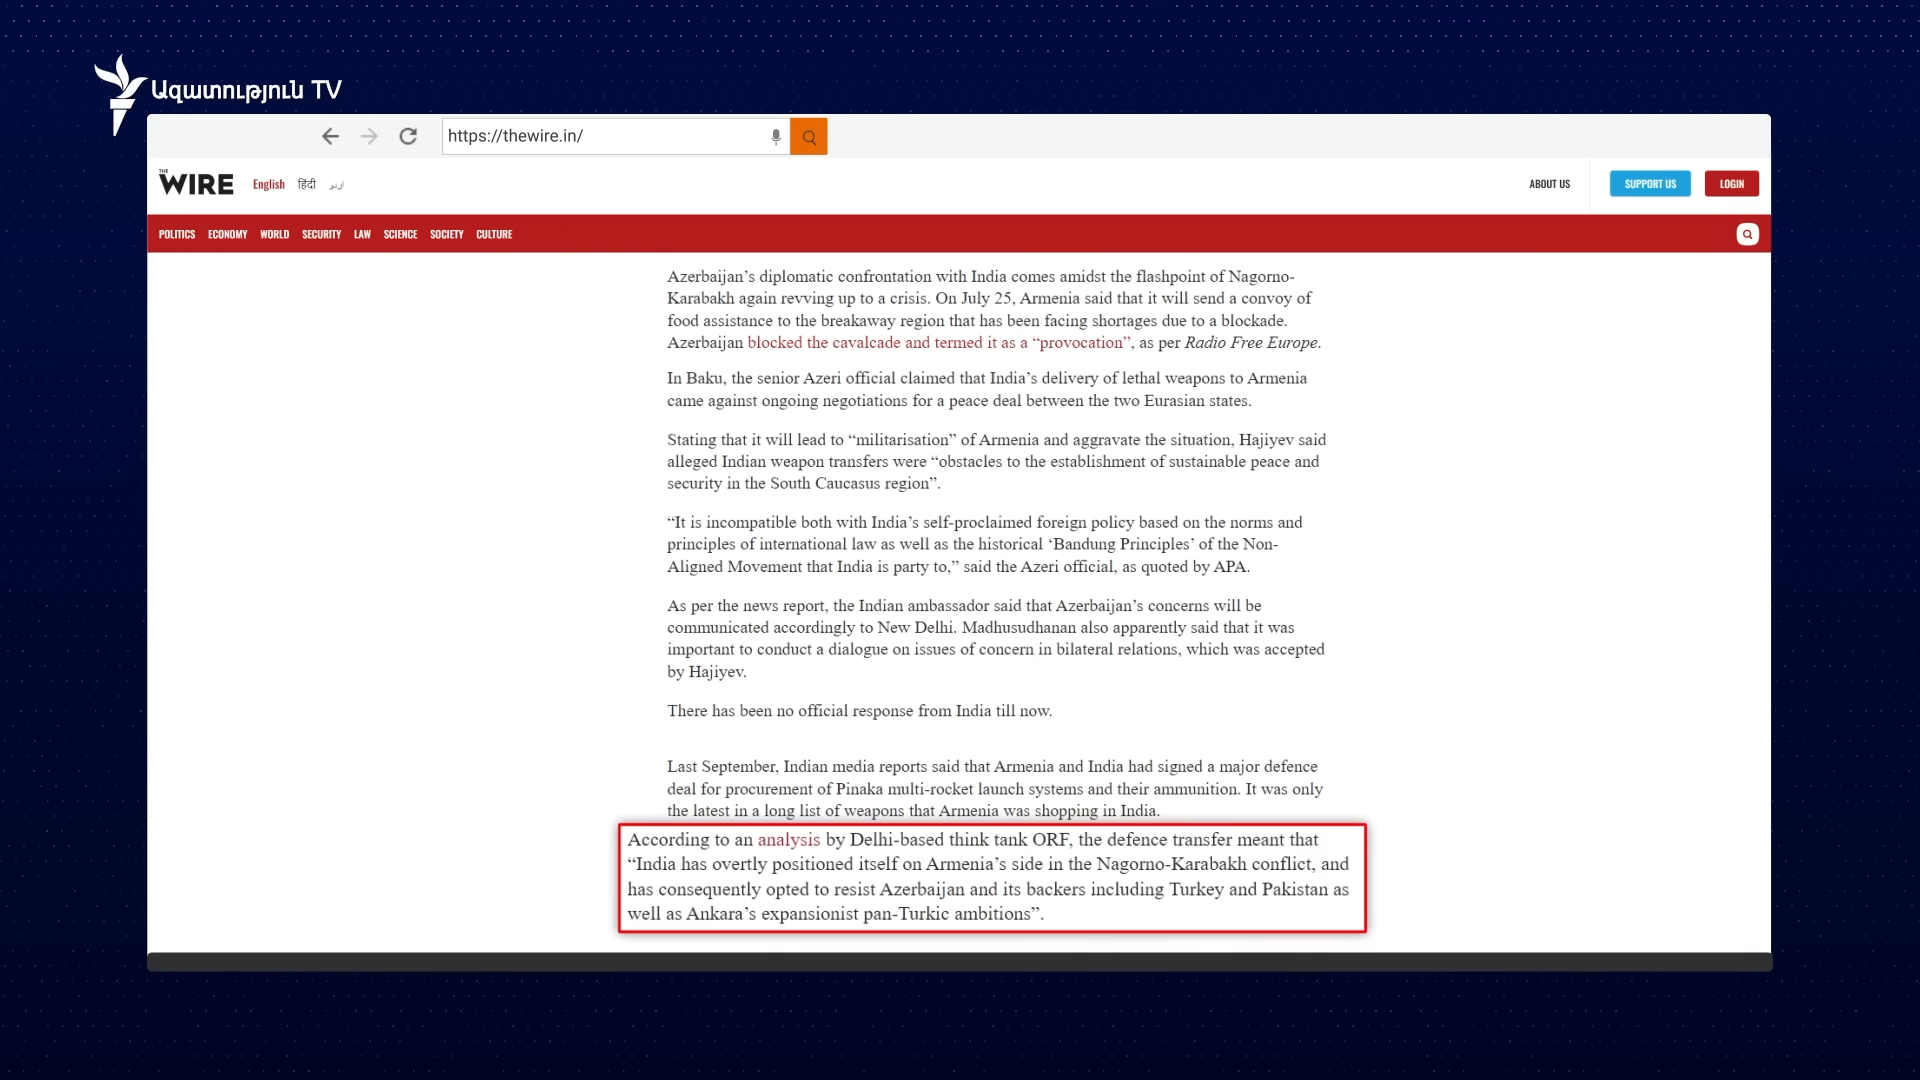 Ազատություն TV
https://thewire.in/
THE WIRE English हिंदी اردو ABOUT US SUPPORT US LOGIN
POLITICS ECONOMY WORLD SECURITY LAW SCIENCE SOCIETY CULTURE
Azerbaijan’s diplomatic confrontation with India comes amidst the flashpoint of Nagorno-
Karabakh again revving up to a crisis. On July 25, Armenia said that it will send a convoy of
food assistance to the breakaway region that has been facing shortages due to a blockade.
Azerbaijan blocked the cavalcade and termed it as a “provocation”, as per Radio Free Europe.
In Baku, the senior Azeri official claimed that India’s delivery of lethal weapons to Armenia
came against ongoing negotiations for a peace deal between the two Eurasian states.
Stating that it will lead to “militarisation” of Armenia and aggravate the situation, Hajiyev said
alleged Indian weapon transfers were “obstacles to the establishment of sustainable peace and
security in the South Caucasus region”.
“It is incompatible both with India’s self-proclaimed foreign policy based on the norms and
principles of international law as well as the historical ‘Bandung Principles’ of the Non-
Aligned Movement that India is party to,” said the Azeri official, as quoted by APA.
As per the news report, the Indian ambassador said that Azerbaijan’s concerns will be
communicated accordingly to New Delhi. Madhusudhanan also apparently said that it was
important to conduct a dialogue on issues of concern in bilateral relations, which was accepted
by Hajiyev.
There has been no official response from India till now.
Last September, Indian media reports said that Armenia and India had signed a major defence
deal for procurement of Pinaka multi-rocket launch systems and their ammunition. It was only
the latest in a long list of weapons that Armenia was shopping in India.
According to an analysis by Delhi-based think tank ORF, the defence transfer meant that
“India has overtly positioned itself on Armenia’s side in the Nagorno-Karabakh conflict, and
has consequently opted to resist Azerbaijan and its backers including Turkey and Pakistan as
well as Ankara’s expansionist pan-Turkic ambitions”.